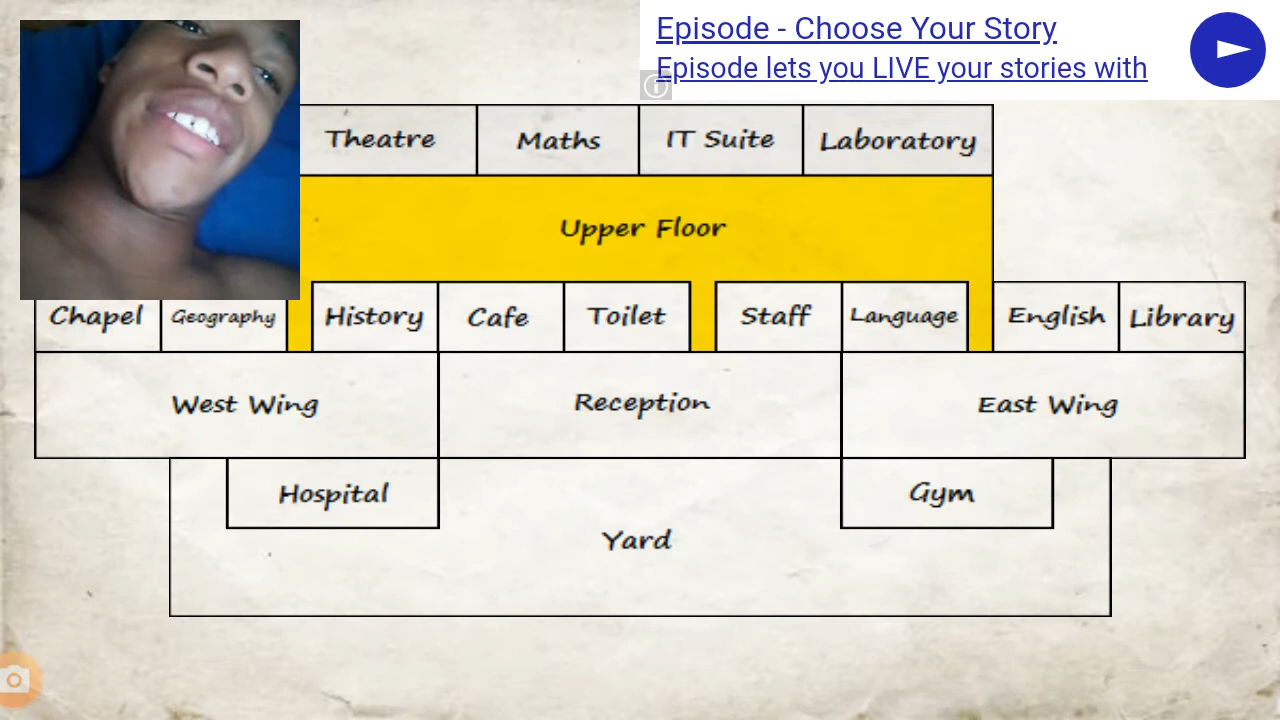 Episode - Choose Your Story
Episode lets you LIVE your stories with
Theatre
Maths
IT Suite
Laboratory
Upper Floor
Chapel
Geography
History
Cafe
Toilet
Staff
Language
English
Library
West Wing
Reception
East Wing
Hospital
Gym
Yard